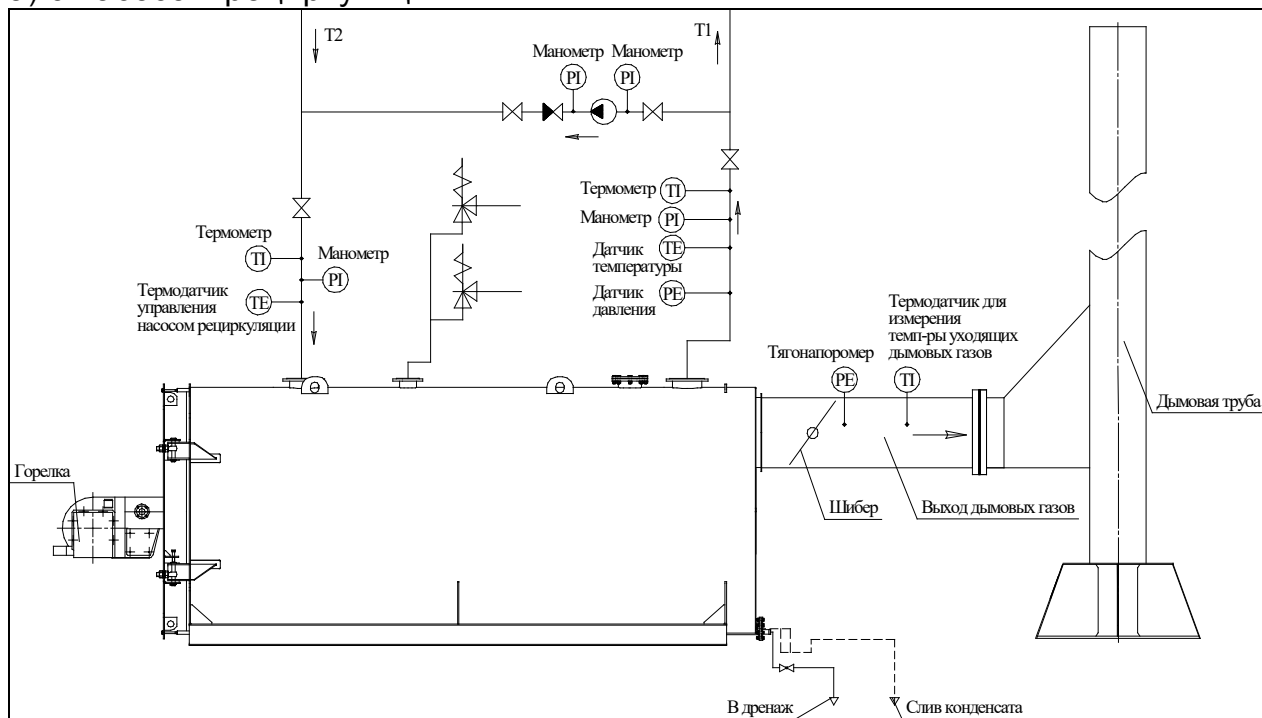 T2
T1
Манометр
Манометр
PI
PI
Термометр
TI
Манометр
PI
Термометр
TI
Манометр
PI
Датчик
температуры
TE
Датчик
давления
PE
Термодатчик
управления
насосом рециркуляции
TE
Термодатчик для
измерения
темп-ры уходящих
дымовых газов
Тягонапоромер
PE
TI
Дымовая труба
Горелка
Шибер
Выход дымовых газов
В дренаж
Слив конденсата